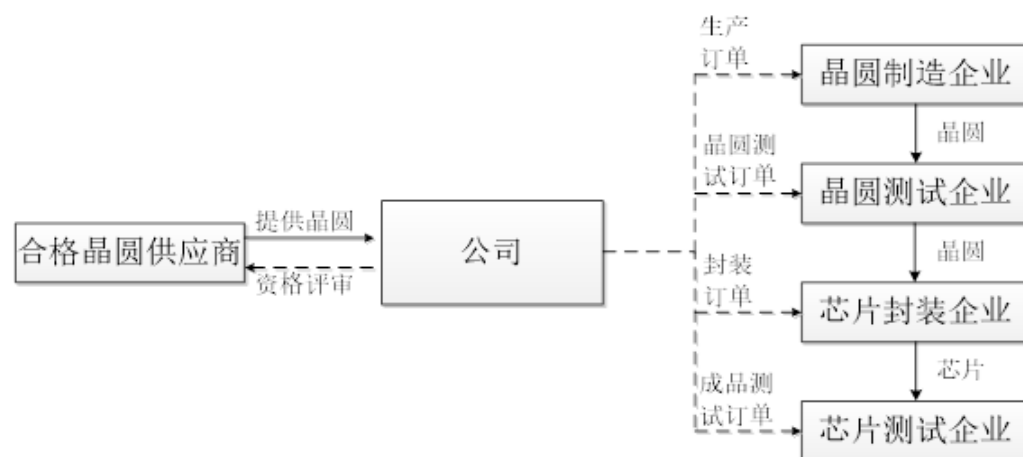 生产
订单
晶圆制造企业
晶圆
晶圆测
试订单
晶圆测试企业
提供晶圆
合格晶圆供应商
公司
资格评审
晶圆
封装
订单
芯片封装企业
芯片
成品测
试订单
芯片测试企业